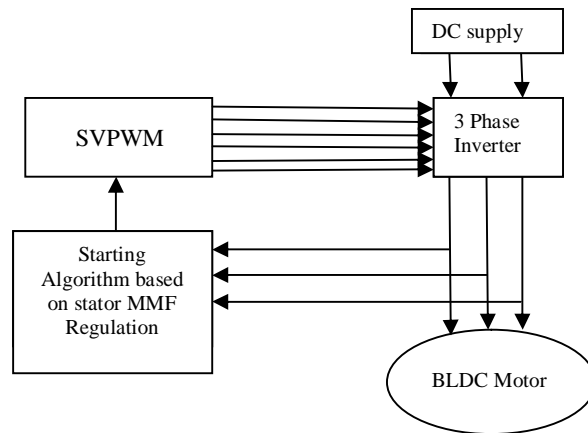 DC supply
SVPWM
3 Phase
Inverter
Starting
Algorithm based
on stator MMF
Regulation
BLDC Motor